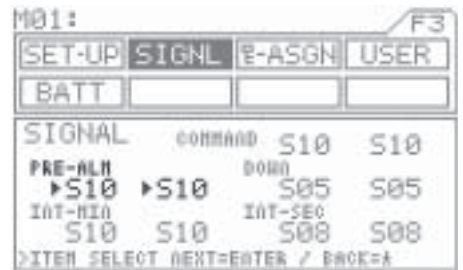 M01: F3
SET-UP SIGNL -ASGN USER
BATT
SIGNAL COMMAND S10 S10
PRE-ALM DOWN
▶S10 ▶S10 S05 S05
INT-MIN INT-SEC
S10 S10 S08 S08
>ITEM SELECT NEXT=ENTER / BACK=